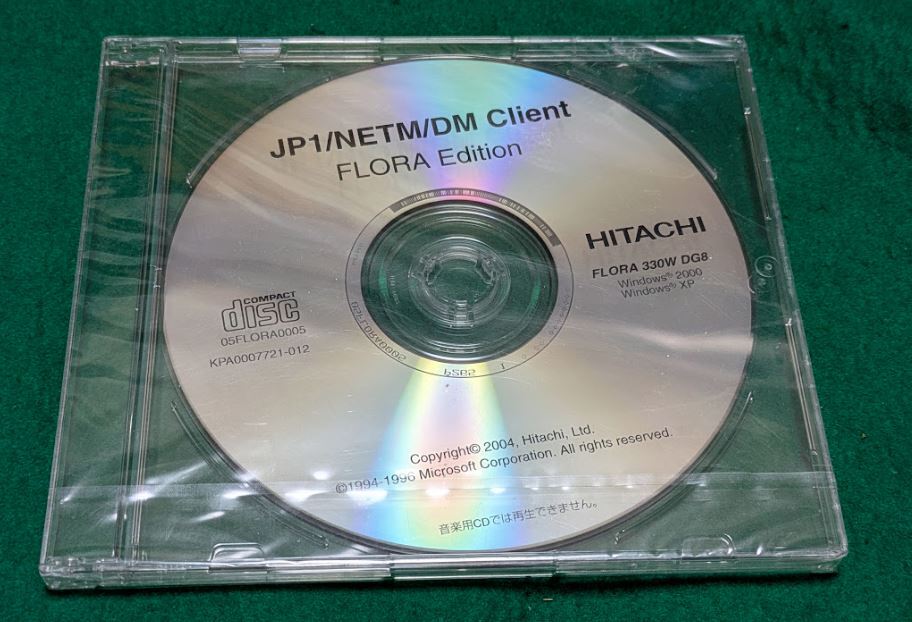 JP1/NETM/DM Client
FLORA Edition
HITACHI
FLORA 330W DG8
Windows® 2000
Windows® XP
COMPACT
disc
05FLORA0005
KPA0007721-012
Copyright© 2004, Hitachi, Ltd.
©1994-1996 Microsoft Corporation. All rights reserved.
音楽用CDでは再生できません。